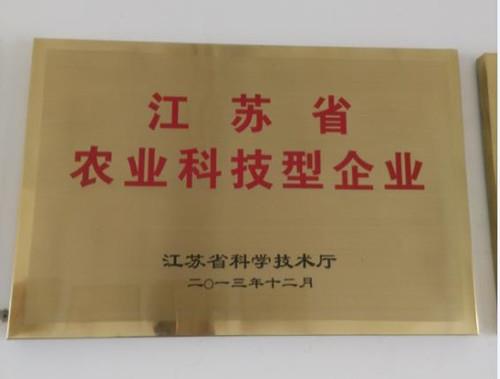 江苏省
农业科技型企业
江苏省科学技术厅
二〇一三年十二月